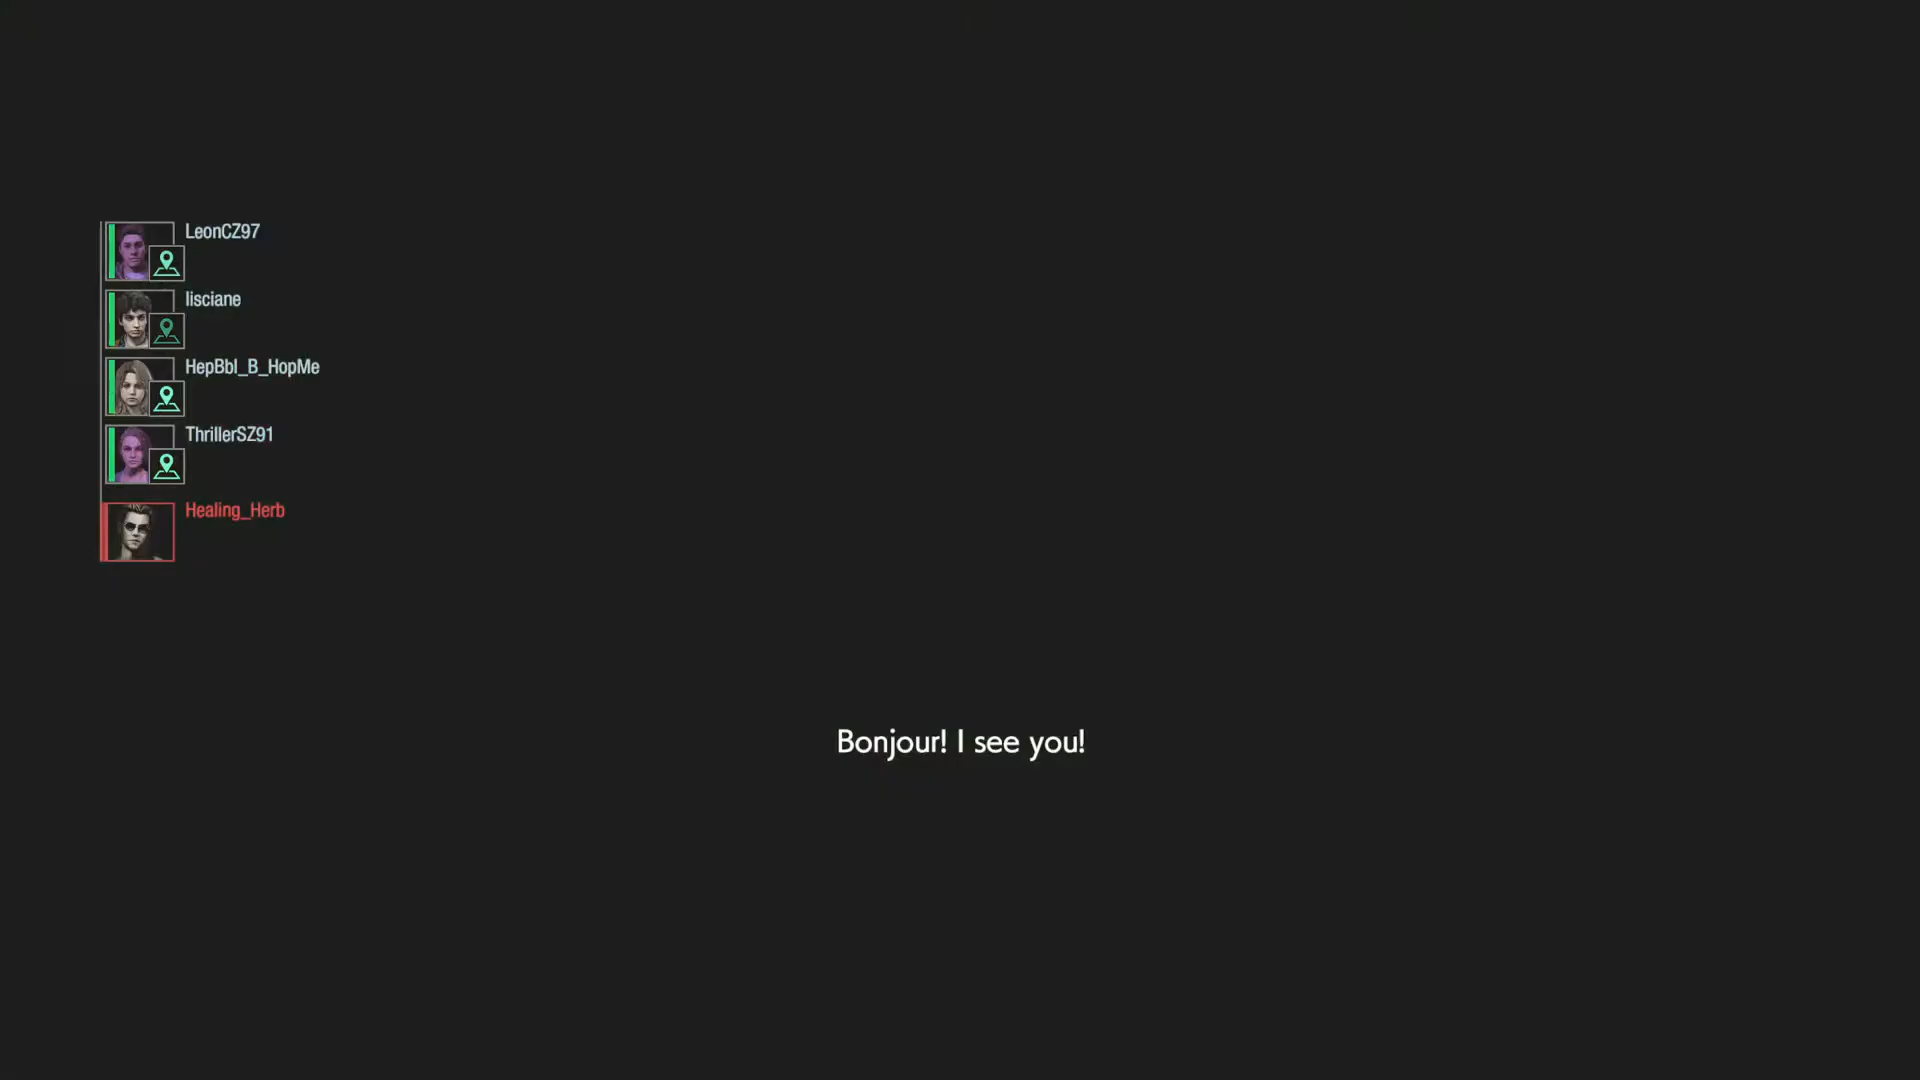 LeonCZ97
lisciane
HepBbl_B_HopMe
ThrillerSZ91
Healing_Herb
Bonjour! I see you!